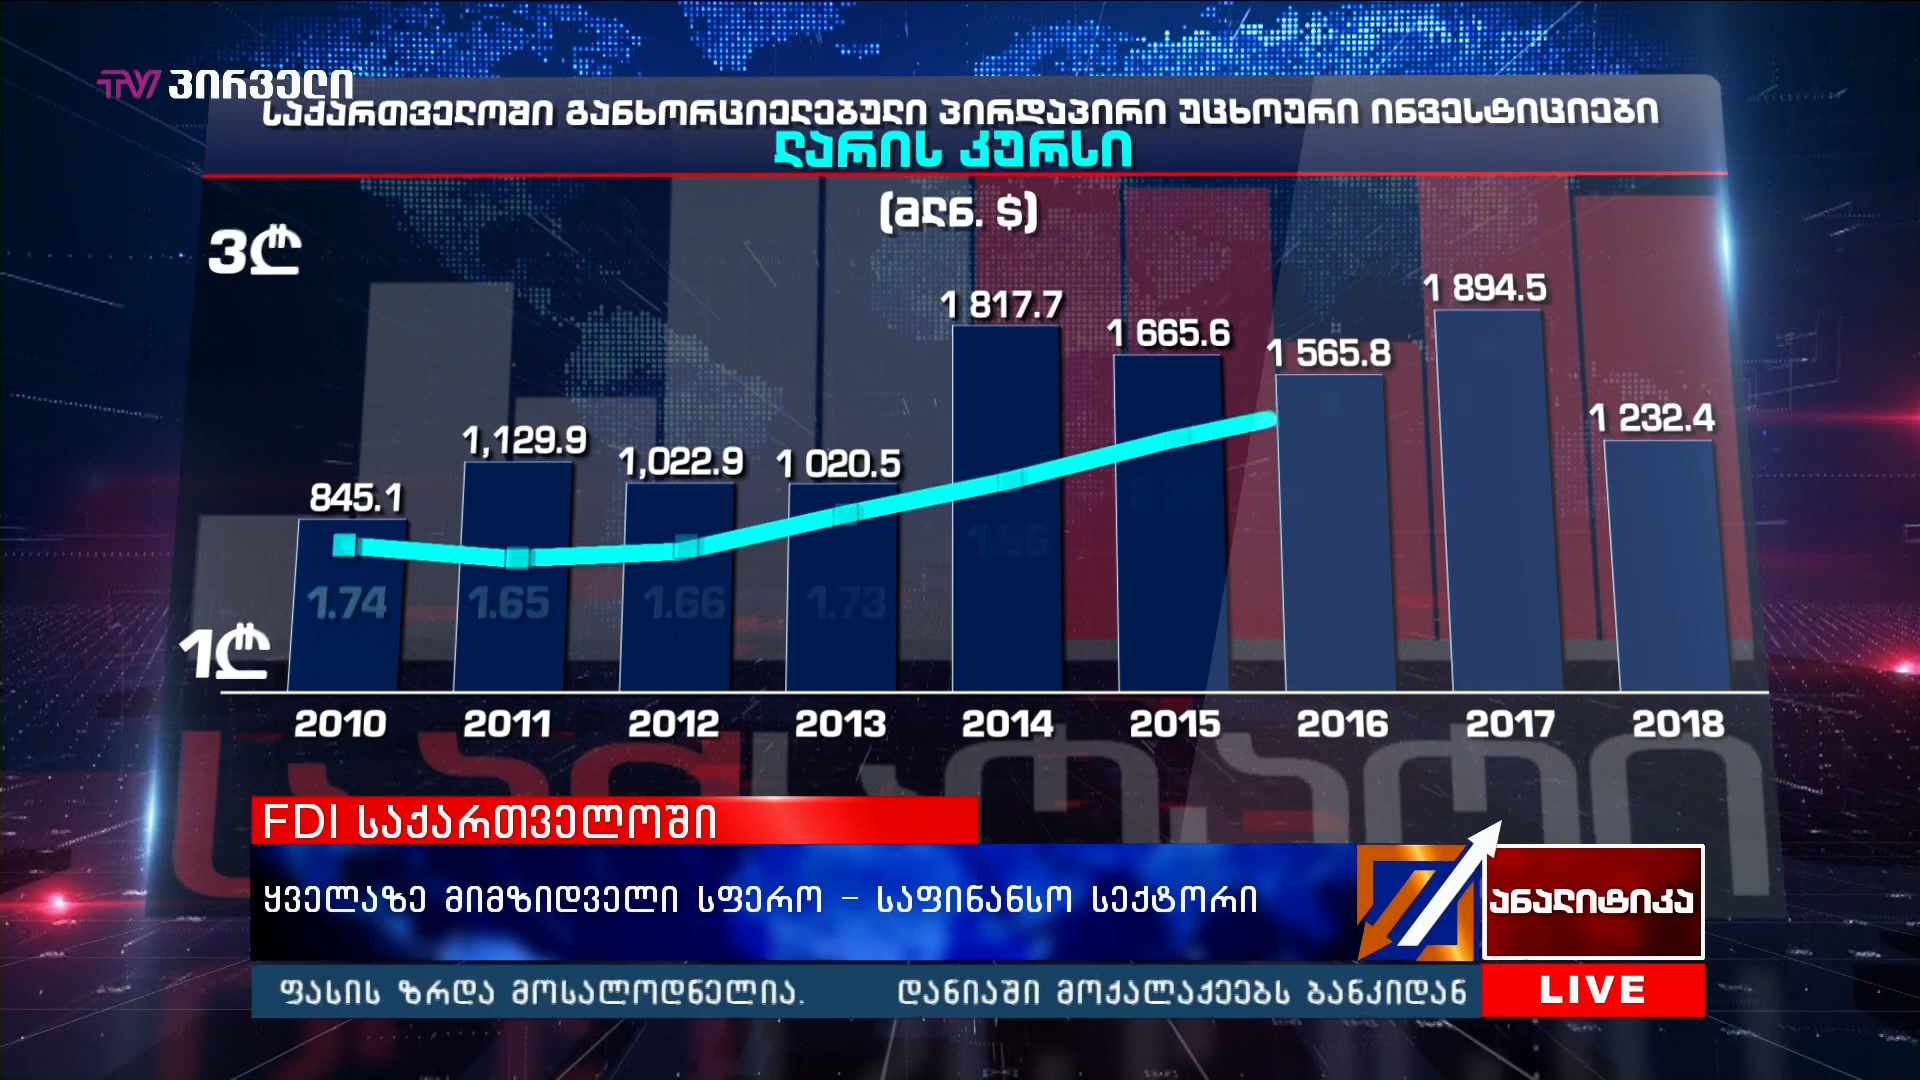 TV პირველი
საქართველოში განხორციელებული პირდაპირი უცხოური ინვესტიციები
ლარის კურსი
(მლნ. $)
3₾
1 894.5
1 817.7
1 665.6
1 565.8
1 232.4
1,129.9
1,022.9
1 020.5
845.1
1.74
1.65
1.66
1.73
1₾
2010 2011 2012 2013 2014 2015 2016 2017 2018
FDI საქართველოში
ყველაზე მიმზიდველი სფერო – საფინანსო სექტორი
ანალიტიკა
ფასის ზრდა მოსალოდნელია. დანიაში მოქალაქეებს ბანკიდან
LIVE